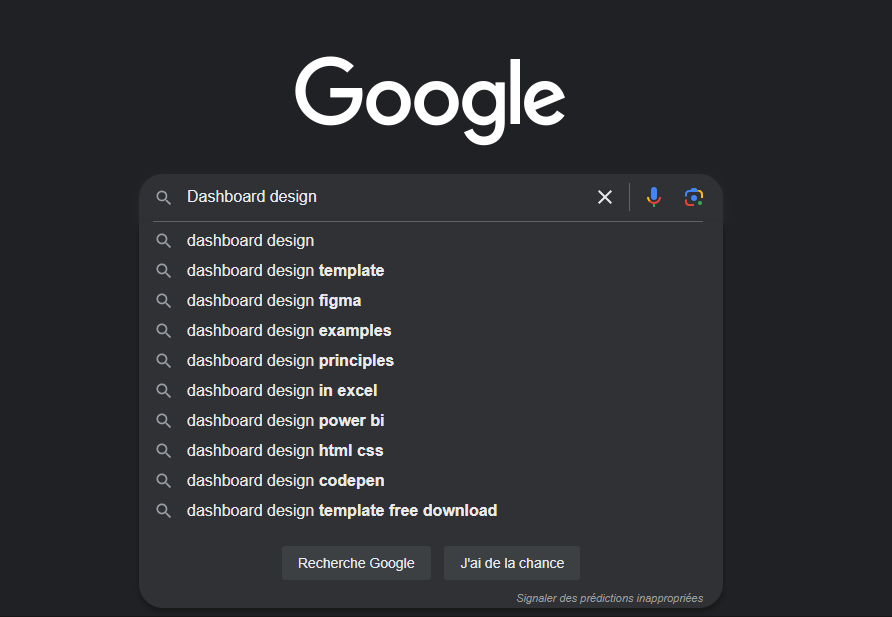 Google
Dashboard design
dashboard design
dashboard design template
dashboard design figma
dashboard design examples
dashboard design principles
dashboard design in excel
dashboard design power bi
dashboard design html css
dashboard design codepen
dashboard design template free download
Recherche Google J'ai de la chance
Signaler des prédictions inappropriées